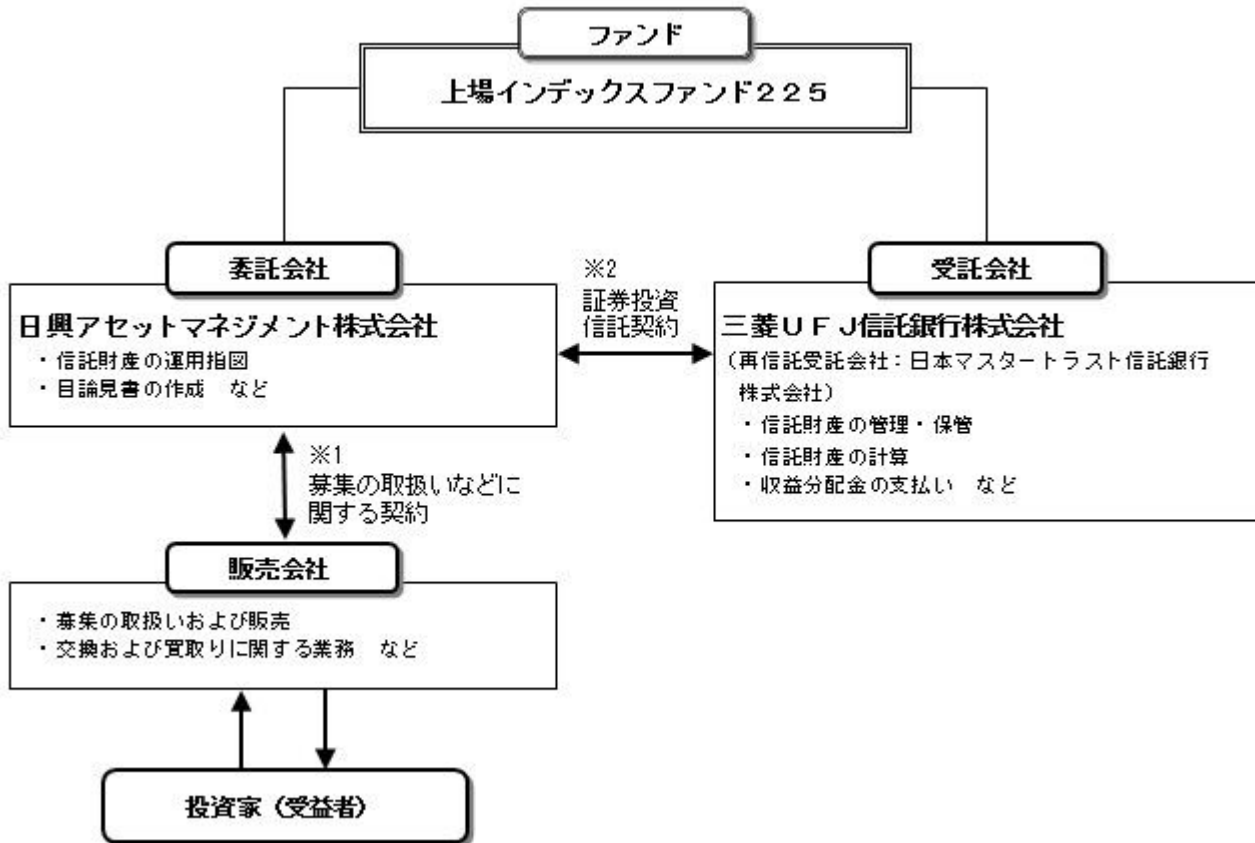 ファンド
上場インデックスファンド２２５
委託会社
日興アセットマネジメント株式会社
・信託財産の運用指図
・目論見書の作成　など
※2
証券投資
信託契約
受託会社
三菱ＵＦＪ信託銀行株式会社
（再信託受託会社：日本マスタートラスト信託銀行
株式会社）
・信託財産の管理・保管
・信託財産の計算
・収益分配金の支払い　など
※1
募集の取扱いなどに
関する契約
販売会社
・募集の取扱いおよび販売
・交換および買取りに関する業務　など
投資家（受益者）